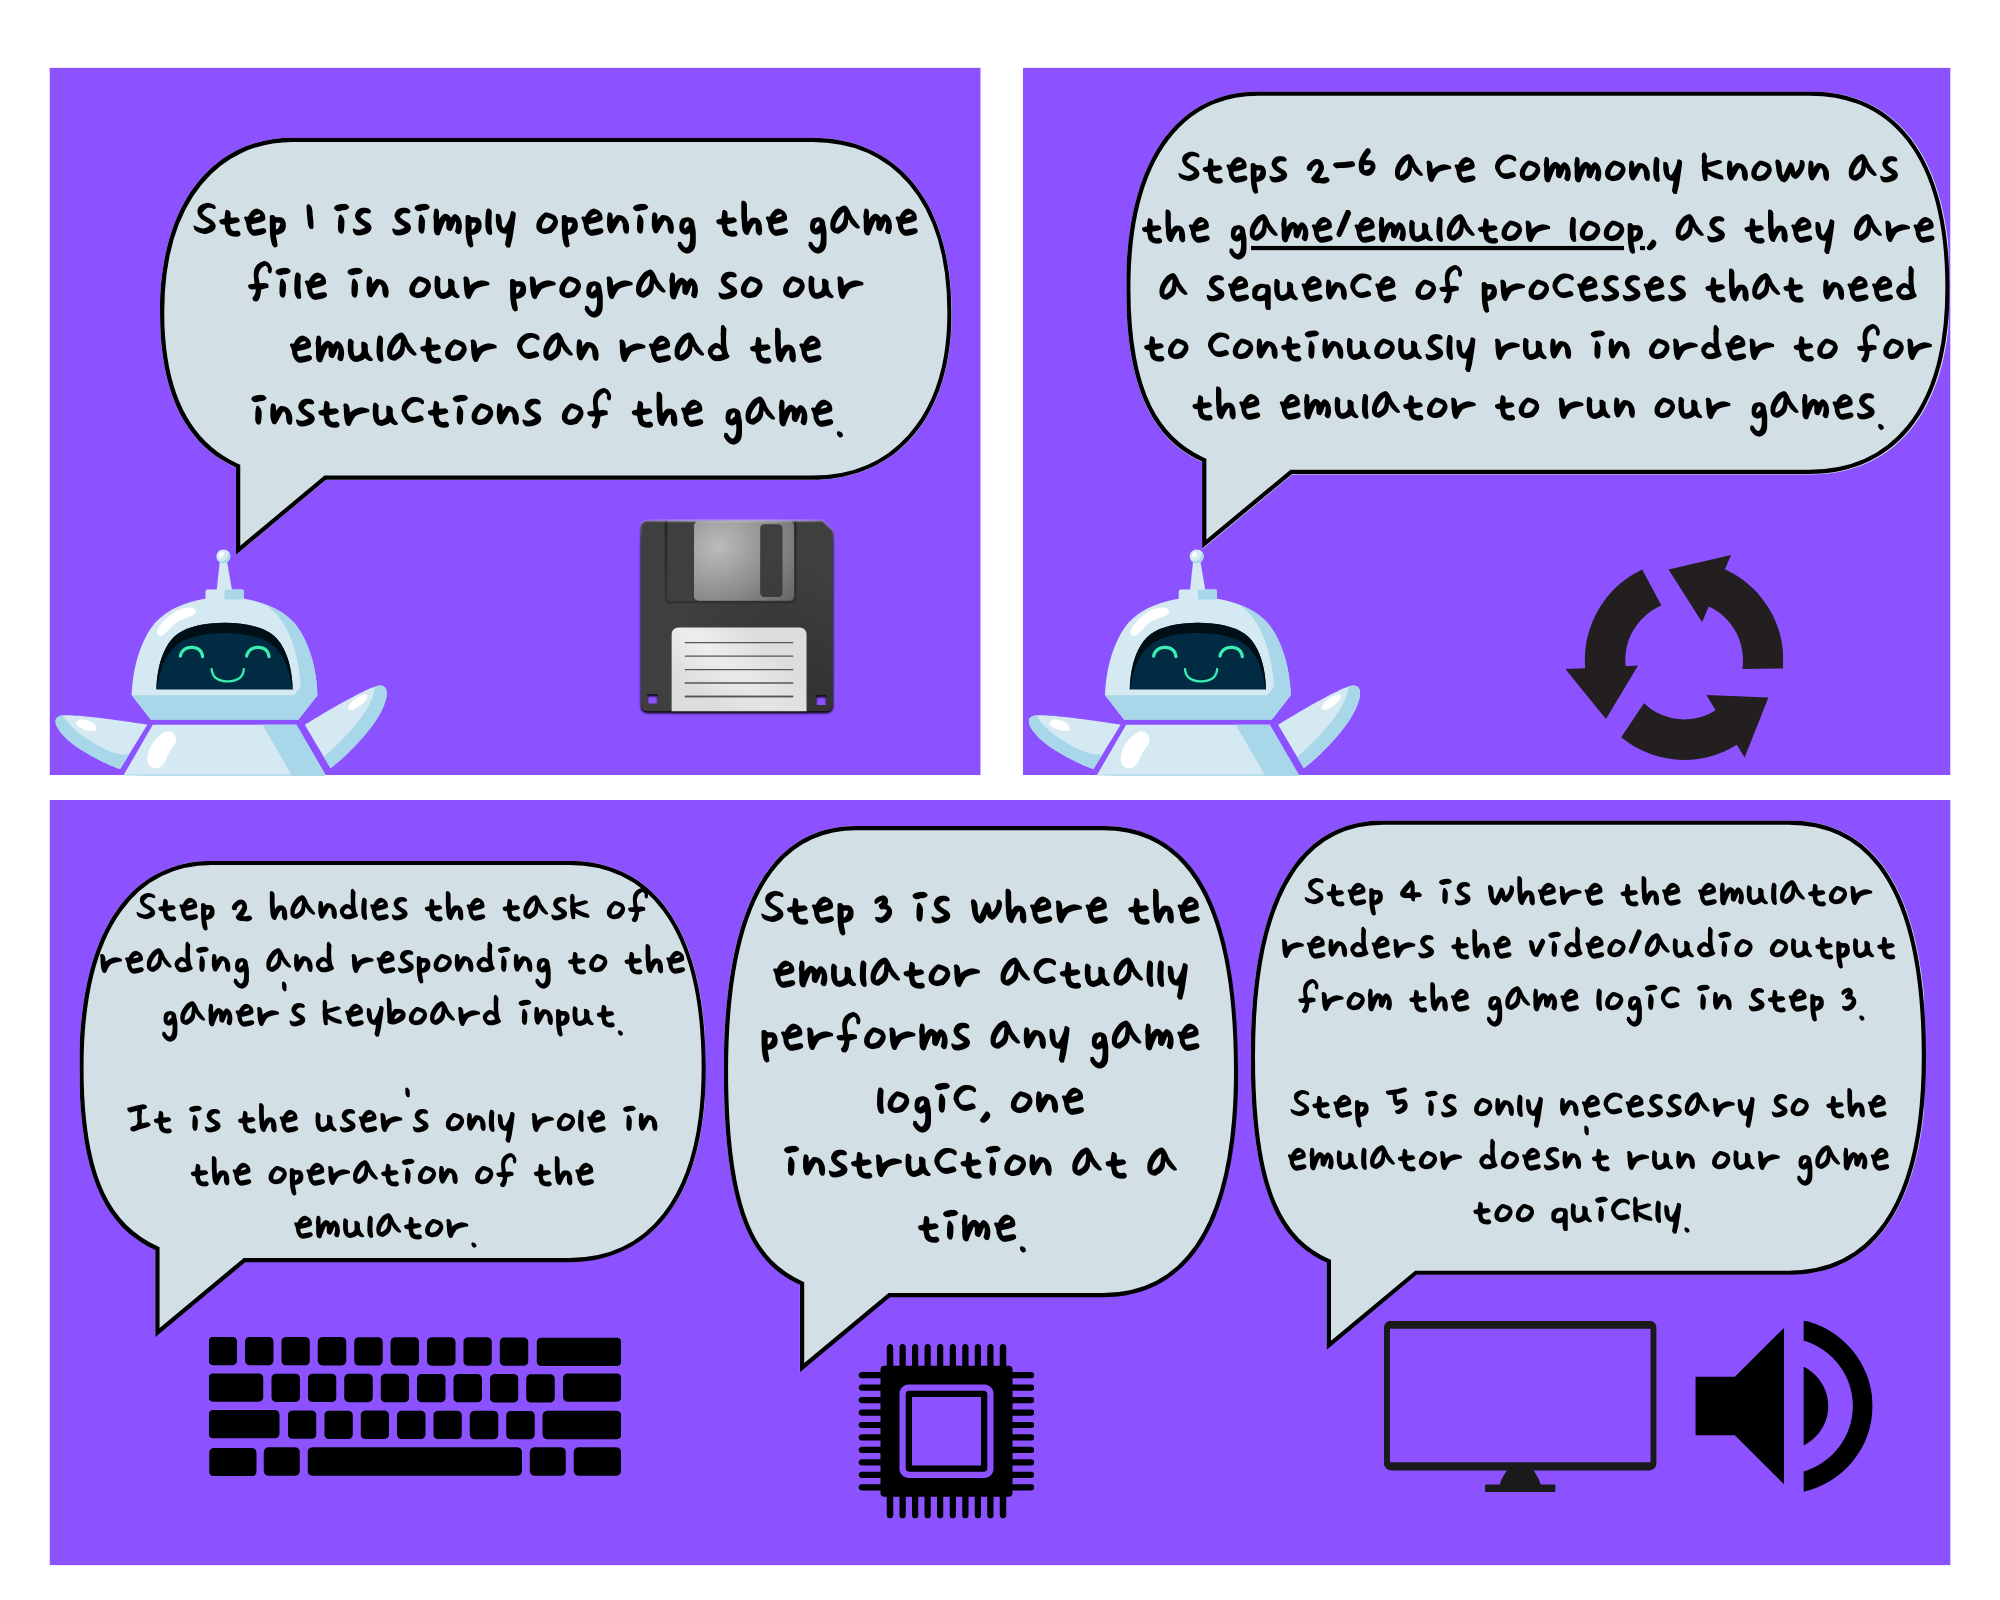 Step 1 is simply opening the game
file in our program so our
emulator can read the
instructions of the game.
Steps 2-6 are commonly known as
the game/emulator loop, as they are
a sequence of processes that need
to continuously run in order to for
the emulator to run our games.
Step 2 handles the task of
reading and responding to the
gamer's keyboard input.
It is the user's only role in
the operation of the
emulator.
Step 3 is where the
emulator actually
performs any game
logic, one
instruction at a
time.
Step 4 is where the emulator
renders the video/audio output
from the game logic in step 3.
Step 5 is only necessary so the
emulator doesn't run our game
too quickly.